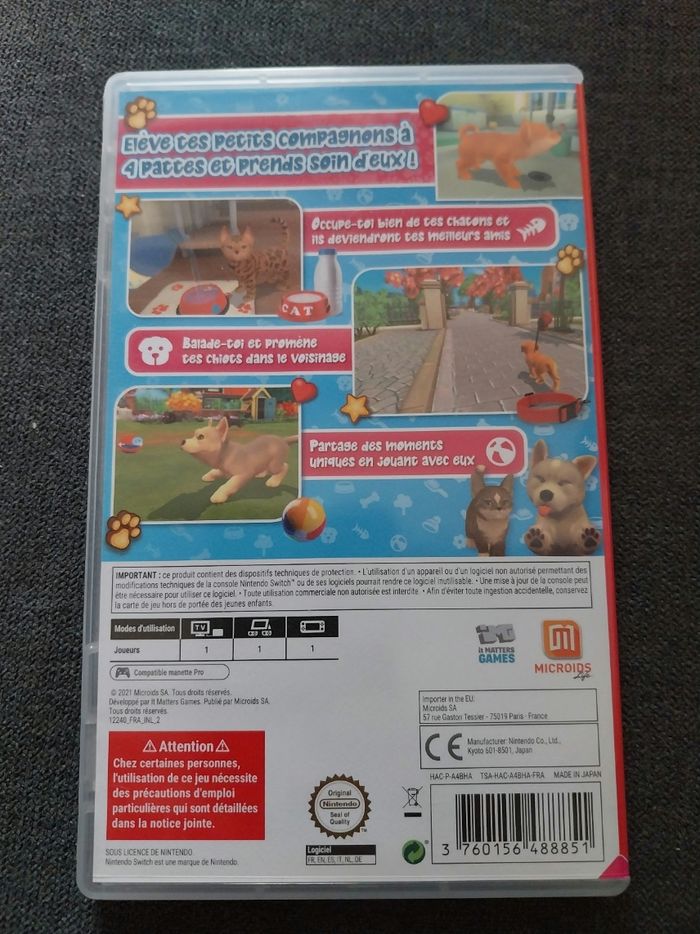 Elève tes petits compagnons à
4 pattes et prends soin d'eux !
Occupe-toi bien de tes chatons et
ils deviendront tes meilleurs amis
CAT
Balade-toi et promène
tes chiots dans le voisinage
Partage des moments
uniques en jouant avec eux
IMPORTANT : ce produit contient des dispositifs techniques de protection. • L'utilisation d'un appareil ou d'un logiciel non autorisé permettant des
modifications techniques de la console Nintendo Switch™ ou de ses logiciels pourrait rendre ce logiciel inutilisable. • Une mise à jour de la console peut
être nécessaire pour utiliser ce logiciel. • Toute utilisation commerciale non autorisée est interdite. • Afin d'éviter toute ingestion accidentelle, conservez
la carte de jeu hors de portée des jeunes enfants.
Modes d'utilisation TV
Joueurs 1 1 1
Compatible manette Pro
it MATTERS
GAMES
MICROIDS
Life
© 2021 Microids SA. Tous droits réservés.
Développé par It Matters Games. Publié par Microids SA.
Tous droits réservés.
12240_FRA_INL_2
Importer in the EU:
Microids SA
57 rue Gaston Tessier - 75019 Paris - France
CE Manufacturer: Nintendo Co., Ltd.,
Kyoto 601-8501, Japan
HAC-P-A4BHA TSA-HAC-A4BHA-FRA MADE IN JAPAN
Attention
Chez certaines personnes,
l'utilisation de ce jeu nécessite
des précautions d'emploi
particulières qui sont détaillées
dans la notice jointe.
Original
Nintendo
Seal of
Quality
TM
Logiciel
FR, EN, ES, IT, NL, DE
3 760156 488851
SOUS LICENCE DE NINTENDO.
Nintendo Switch est une marque de Nintendo.